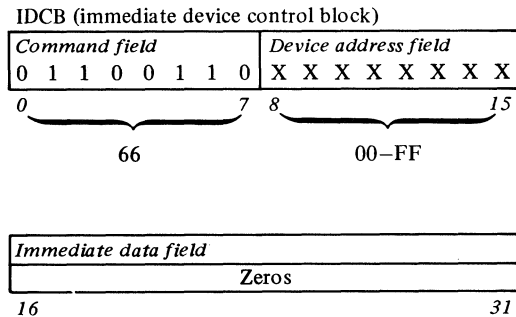 IDCB (immediate device control block)
Command field Device address field
0 1 1 0 0 1 1 0 X X X X X X X X
0 7 8 15
66 00–FF
Immediate data field
Zeros
16 31